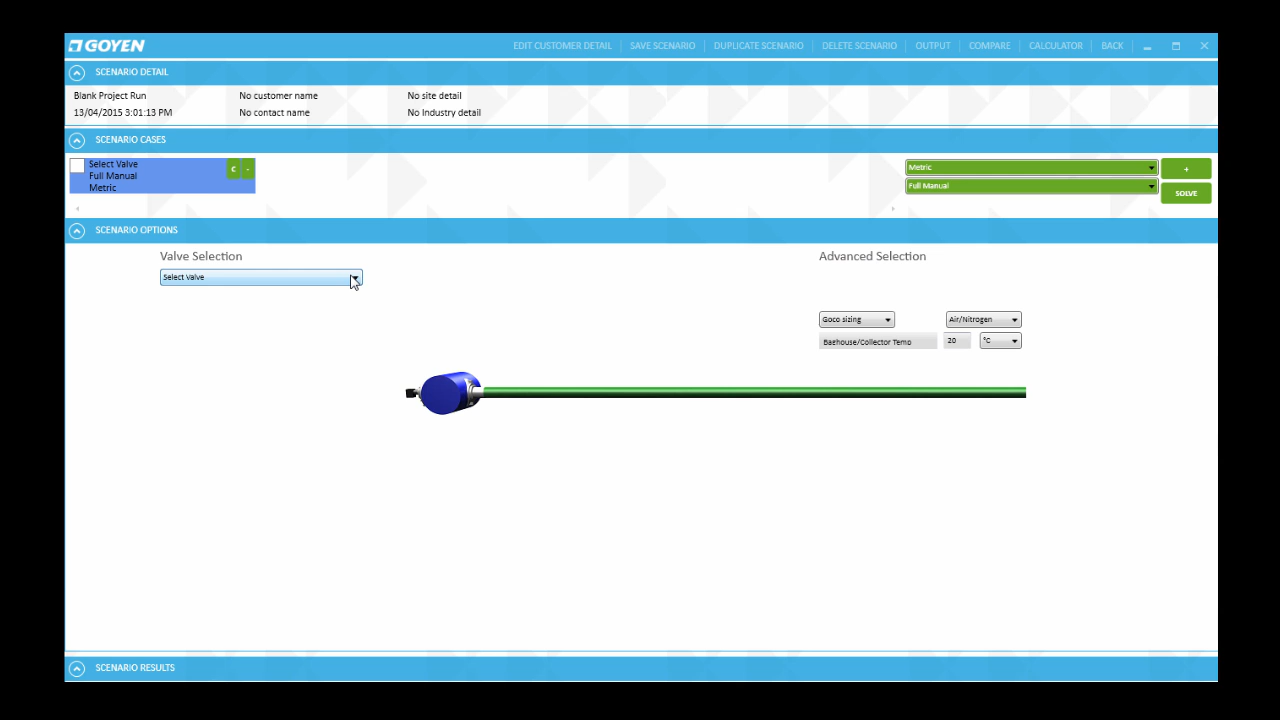 GOYEN
EDIT CUSTOMER DETAIL | SAVE SCENARIO | DUPLICATE SCENARIO | DELETE SCENARIO | OUTPUT | COMPARE | CALCULATOR | BACK
SCENARIO DETAIL
Blank Project Run No customer name No site detail
13/04/2015 3:01:13 PM No contact name No Industry detail
SCENARIO CASES
Select Valve
Full Manual
Metric
C -
Metric
+
Full Manual
SOLVE
SCENARIO OPTIONS
Valve Selection
Select Valve
Advanced Selection
Goco sizing Air/Nitrogen
Baghouse/Collector Temp 20 °C
SCENARIO RESULTS